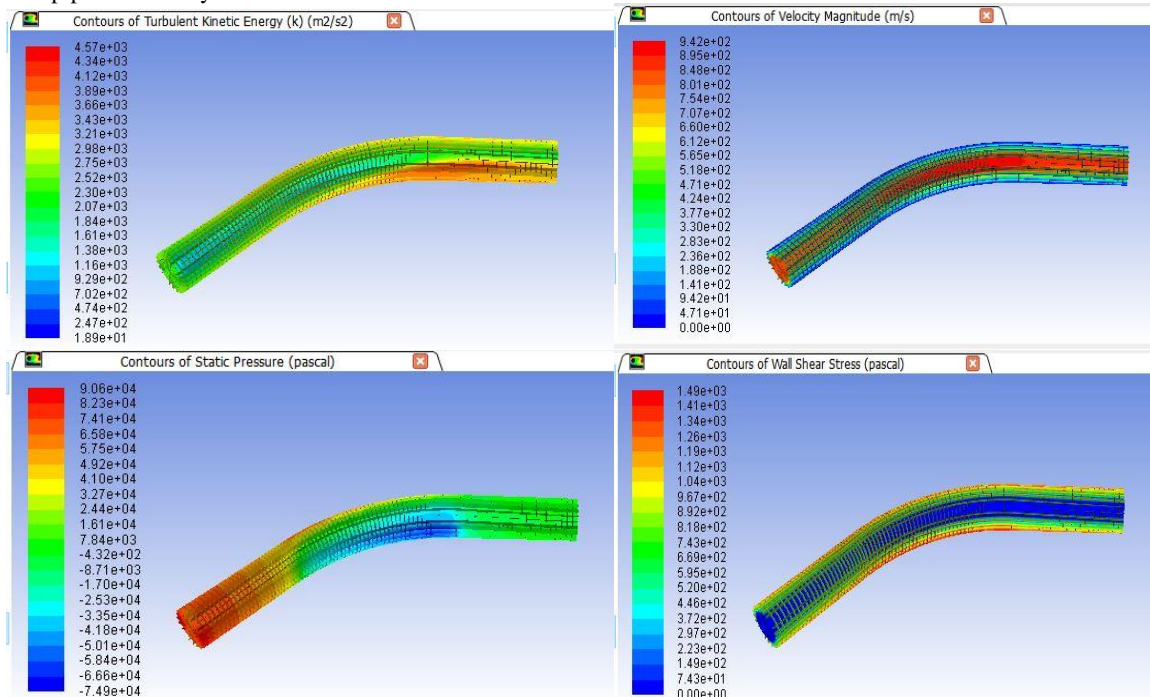 Contours of Turbulent Kinetic Energy (k) (m2/s2)
4.57e+03
4.34e+03
4.12e+03
3.89e+03
3.66e+03
3.43e+03
3.21e+03
2.98e+03
2.75e+03
2.52e+03
2.30e+03
2.07e+03
1.84e+03
1.61e+03
1.38e+03
1.16e+03
9.29e+02
7.02e+02
4.74e+02
2.47e+02
1.89e+01
Contours of Velocity Magnitude (m/s)
9.42e+02
8.95e+02
8.48e+02
8.01e+02
7.54e+02
7.07e+02
6.60e+02
6.12e+02
5.65e+02
5.18e+02
4.71e+02
4.24e+02
3.77e+02
3.30e+02
2.83e+02
2.36e+02
1.88e+02
1.41e+02
9.42e+01
4.71e+01
0.00e+00
Contours of Static Pressure (pascal)
9.06e+04
8.23e+04
7.41e+04
6.58e+04
5.75e+04
4.92e+04
4.10e+04
3.27e+04
2.44e+04
1.61e+04
7.84e+03
-4.32e+02
-8.71e+03
-1.70e+04
-2.53e+04
-3.35e+04
-4.18e+04
-5.01e+04
-5.84e+04
-6.66e+04
-7.49e+04
Contours of Wall Shear Stress (pascal)
1.49e+03
1.41e+03
1.34e+03
1.26e+03
1.19e+03
1.12e+03
1.04e+03
9.67e+02
8.92e+02
8.18e+02
7.43e+02
6.69e+02
5.95e+02
5.20e+02
4.46e+02
3.72e+02
2.97e+02
2.23e+02
1.49e+02
7.43e+01
0.00e+00